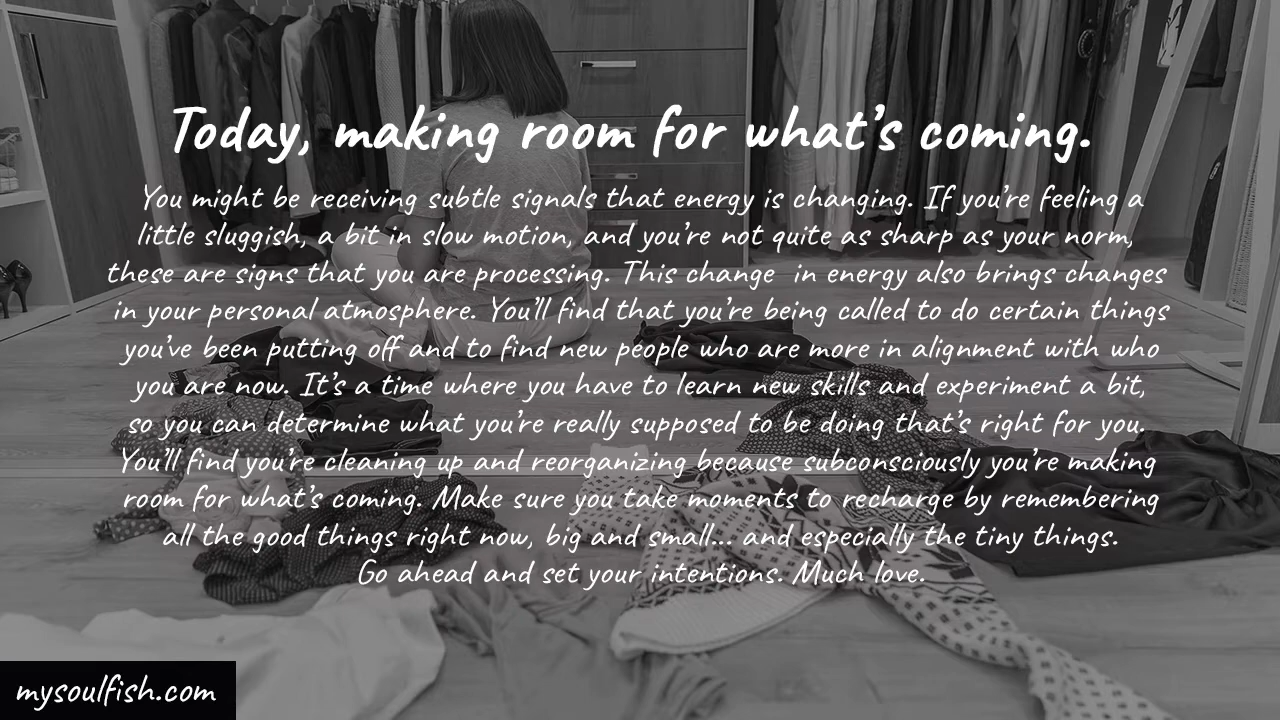 Today, making room for what's coming.
You might be receiving subtle signals that energy is changing. If you're feeling a
little sluggish, a bit in slow motion, and you're not quite as sharp as your norm,
these are signs that you are processing. This change  in energy also brings changes
in your personal atmosphere. You'll find that you're being called to do certain things
you've been putting off and to find new people who are more in alignment with who
you are now. It's a time where you have to learn new skills and experiment a bit,
so you can determine what you're really supposed to be doing that's right for you.
You'll find you're cleaning up and reorganizing because subconsciously you're making
room for what's coming. Make sure you take moments to recharge by remembering
all the good things right now, big and small... and especially the tiny things.
Go ahead and set your intentions. Much love.
mysoulfish.com